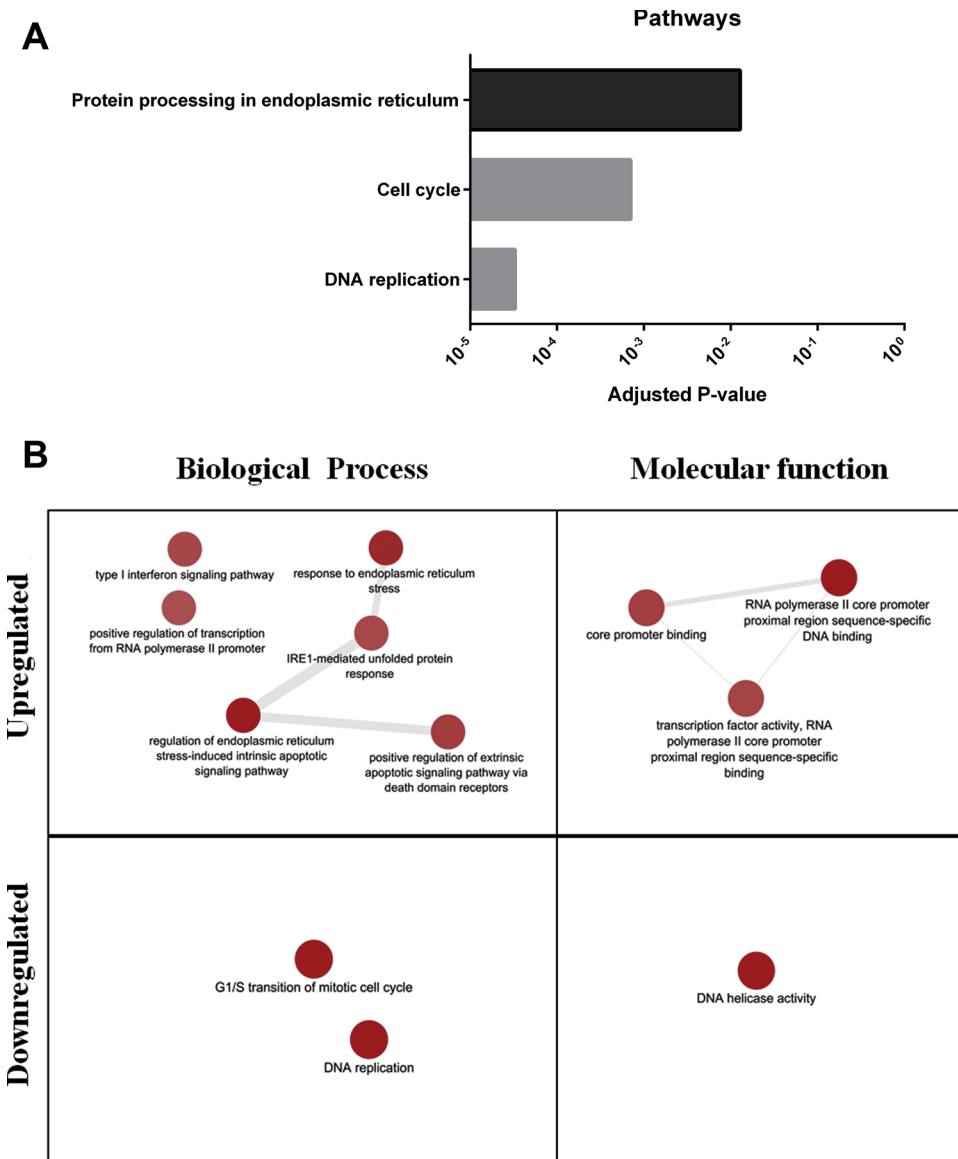 A
Pathways
Protein processing in endoplasmic reticulum
Cell cycle
DNA replication
10-5
10-4
10-3
10-2
10-1
100
Adjusted P-value
B
Biological Process
Molecular function
Upregulated
type I interferon signaling pathway
positive regulation of transcription
from RNA polymerase II promoter
response to endoplasmic reticulum
stress
IRE1-mediated unfolded protein
response
regulation of endoplasmic reticulum
stress-induced intrinsic apoptotic
signaling pathway
positive regulation of extrinsic
apoptotic signaling pathway via
death domain receptors
core promoter binding
RNA polymerase II core promoter
proximal region sequence-specific
DNA binding
transcription factor activity, RNA
polymerase II core promoter
proximal region sequence-specific
binding
Downregulated
G1/S transition of mitotic cell cycle
DNA replication
DNA helicase activity